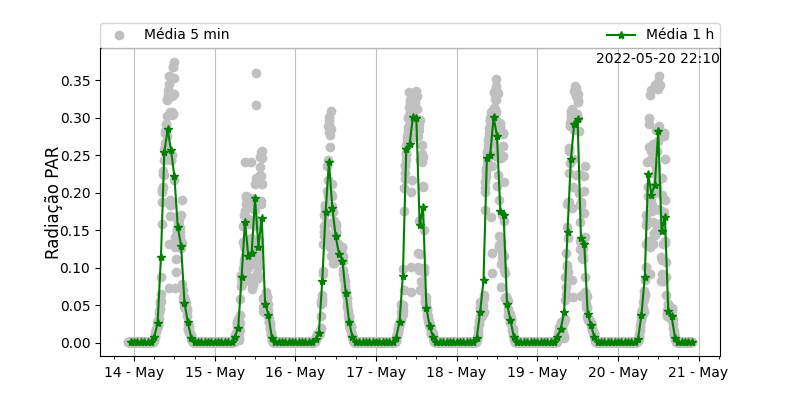 Média 5 min
Média 1 h
2022-05-20 22:10
Radiação PAR
0.35
0.30
0.25
0.20
0.15
0.10
0.05
0.00
14 - May
15 - May
16 - May
17 - May
18 - May
19 - May
20 - May
21 - May